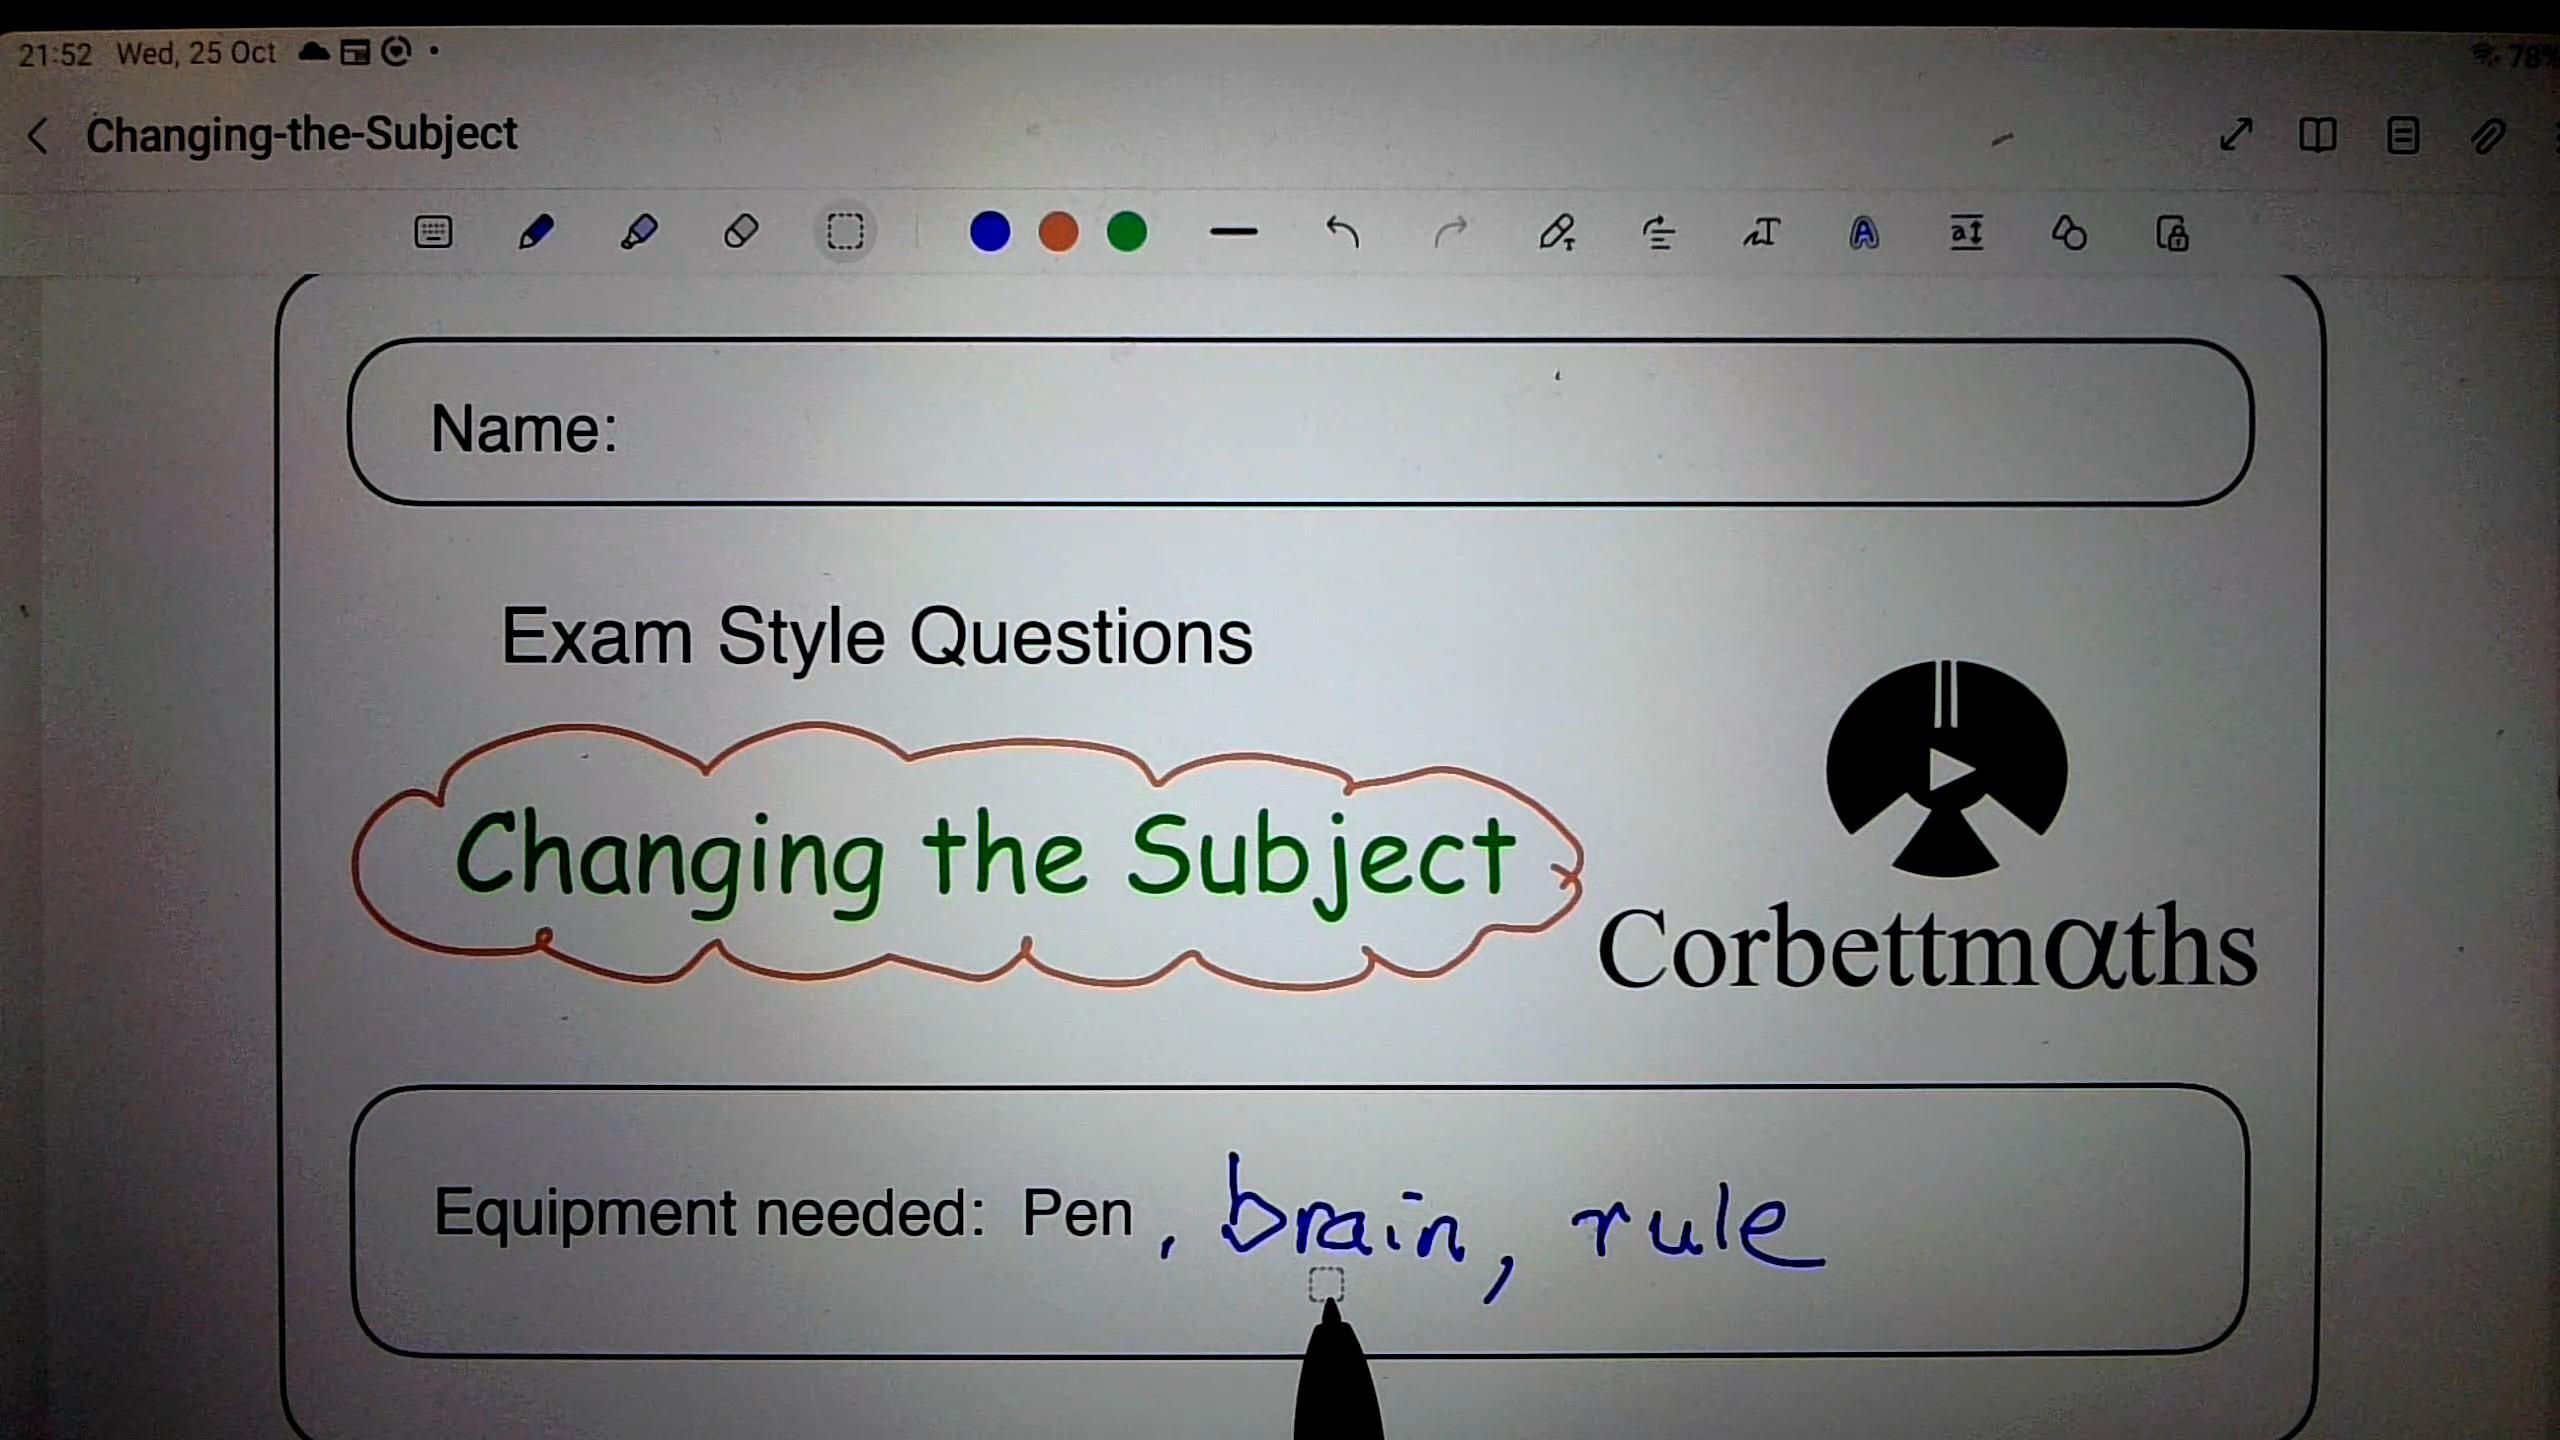 21:52 Wed, 25 Oct
78%
Changing-the-Subject
Name:
Exam Style Questions
Changing the Subject
Corbettmαths
Equipment needed: Pen , brain, rule